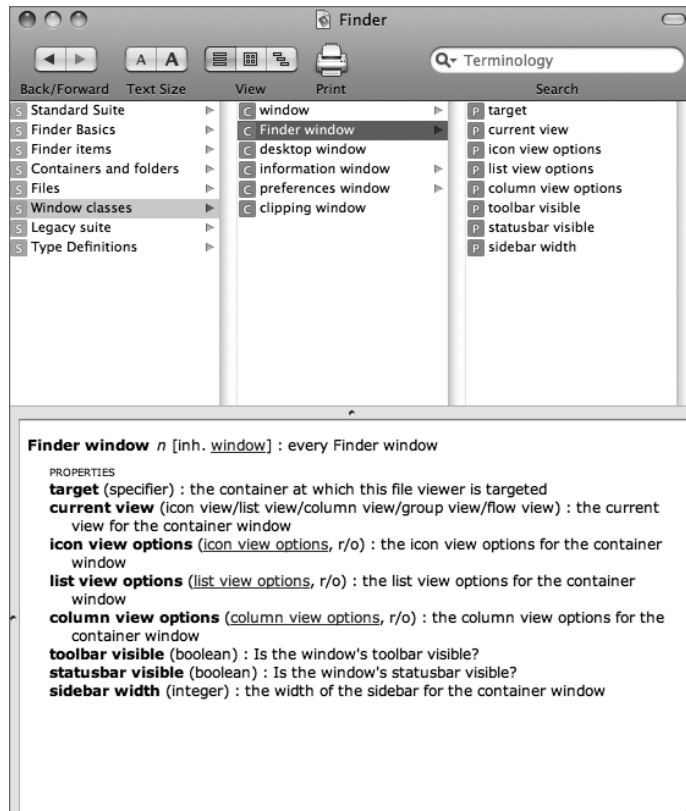 Finder
A A
Terminology
Back/Forward Text Size View Print Search
S Standard Suite
S Finder Basics
S Finder items
S Containers and folders
S Files
S Window classes
S Legacy suite
S Type Definitions
C window
C Finder window
C desktop window
C information window
C preferences window
C clipping window
P target
P current view
P icon view options
P list view options
P column view options
P toolbar visible
P statusbar visible
P sidebar width
Finder window n [inh. window] : every Finder window
PROPERTIES
target (specifier) : the container at which this file viewer is targeted
current view (icon view/list view/column view/group view/flow view) : the current
view for the container window
icon view options (icon view options, r/o) : the icon view options for the container
window
list view options (list view options, r/o) : the list view options for the container
window
column view options (column view options, r/o) : the column view options for the
container window
toolbar visible (boolean) : Is the window's toolbar visible?
statusbar visible (boolean) : Is the window's statusbar visible?
sidebar width (integer) : the width of the sidebar for the container window